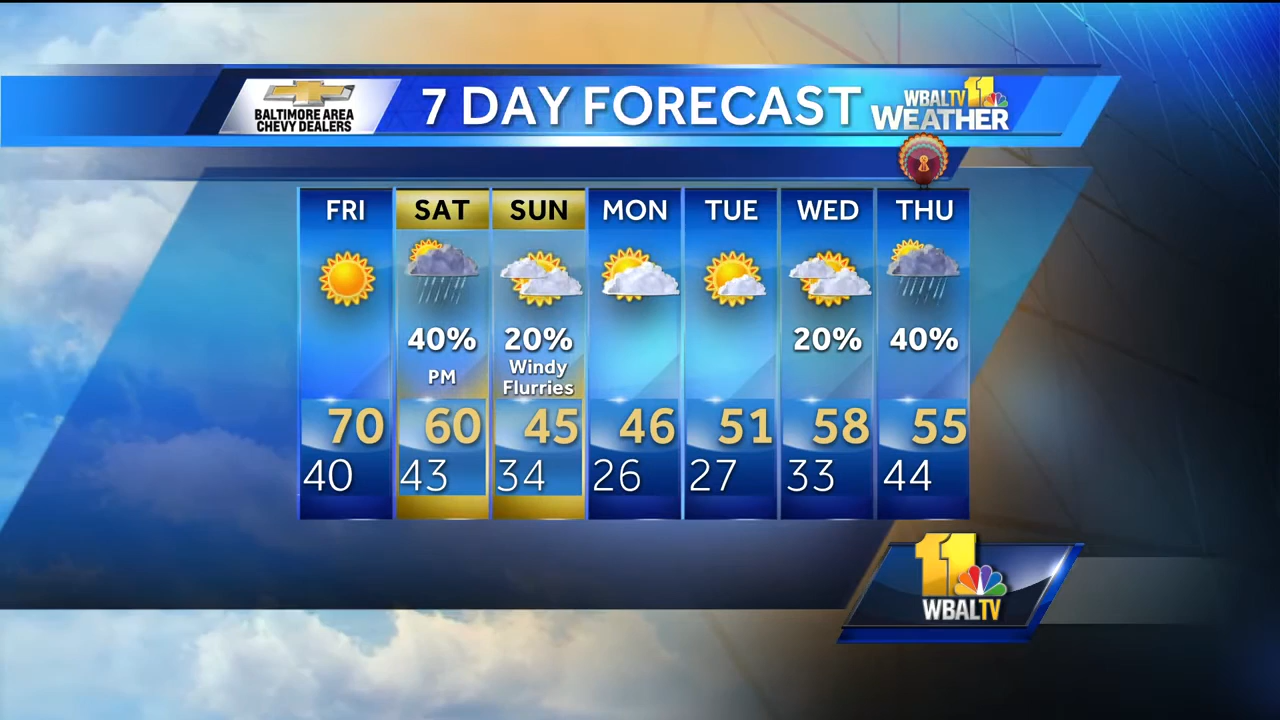 BALTIMORE AREA
CHEVY DEALERS
7 DAY FORECAST
WBALTV 11
WEATHER
FRI SAT SUN MON TUE WED THU
40% 20% 20% 40%
PM Windy
Flurries
70 60 45 46 51 58 55
40 43 34 26 27 33 44
11
WBALTV